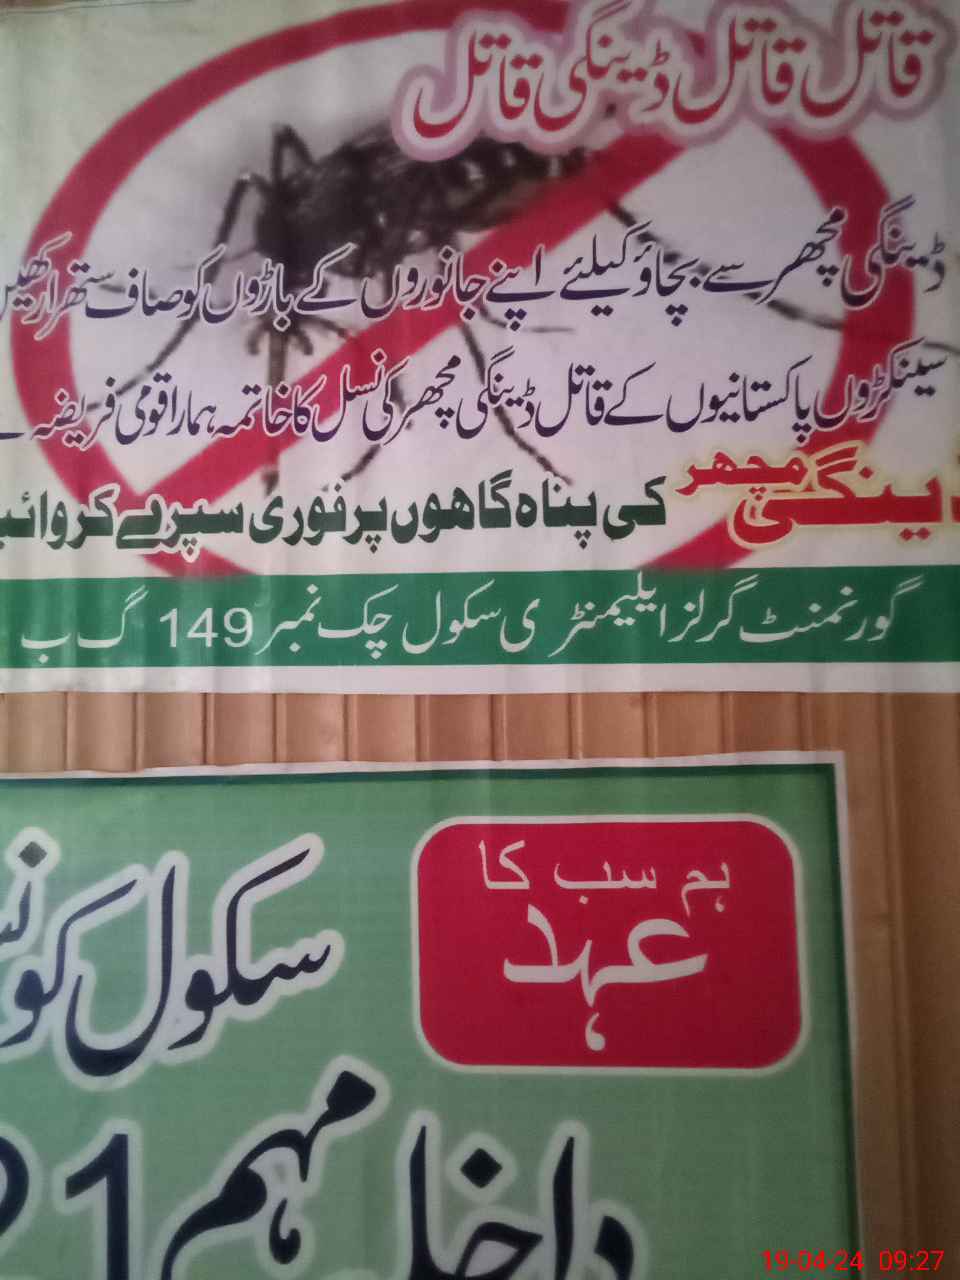 قاتل قاتل ڈینگی قاتل
ڈینگی مچھر سے بچاؤ کیلئے اپنے جانوروں کے باڑوں کو صاف ستھرا رکھیں
سینکڑوں پاکستانیوں کے قاتل ڈینگی مچھر کی نسل کا خاتمہ ہمارا قومی فریضہ
ڈینگی مچھر کی پناہ گاھوں پر فوری سپرے کروائیں
گورنمنٹ گرلز ایلیمنٹری سکول چک نمبر 149 گ ب
ہم سب کا
عہد
سکول کو
داخلہ مہم
19-04-24 09:27